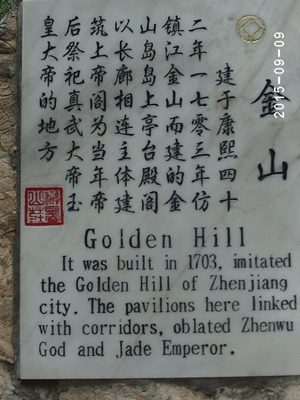 金山
建于康熙四十
二年一七零三年仿
镇江金山而建的金
山岛岛上亭台殿阁
以长廊相连主体建
筑上帝阁为当年帝
后祭祀真武大帝玉
皇大帝的地方
Golden Hill
It was built in 1703, imitated
the Golden Hill of Zhenjiang
city. The pavilions here linked
with corridors, oblated Zhenwu
God and Jade Emperor.
2015-09-09